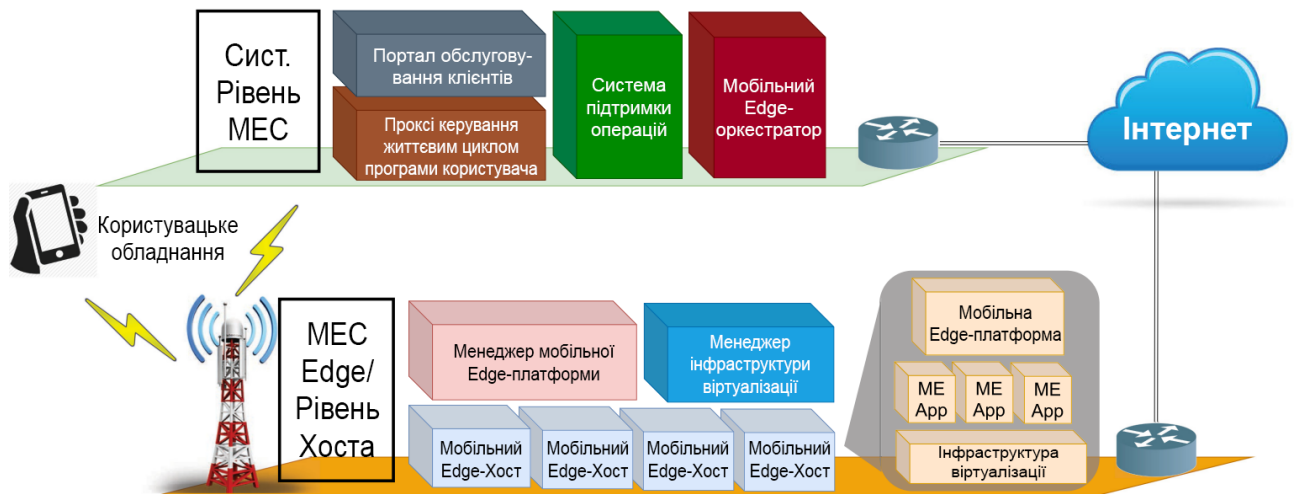 Сист.
Рівень
МЕС
Портал обслугову-
вання клієнтів
Проксі керування
життєвим циклом
програми користувача
Система
підтримки
операцій
Мобільний
Edge-
оркестратор
Інтернет
Користувацьке
обладнання
МЕС
Edge/
Рівень
Хоста
Менеджер мобільної
Edge-платформи
Менеджер
інфраструктури
віртуалізації
Мобільний
Edge-Хост
Мобільний
Edge-Хост
Мобільний
Edge-Хост
Мобільний
Edge-Хост
Мобільна
Edge-платформа
ME
App
ME
App
ME
App
Інфраструктура
віртуалізації